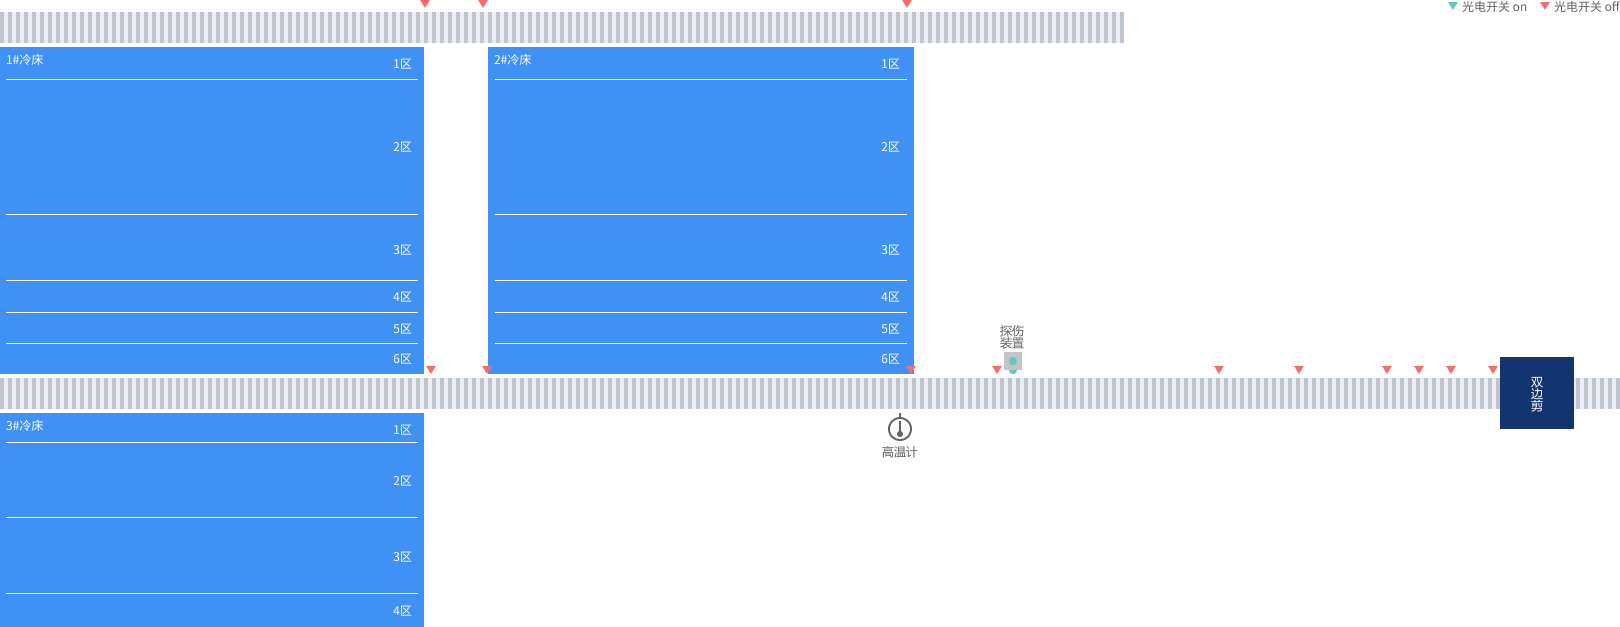 光电开关 on
光电开关 off
1#冷床
1区
2区
3区
4区
5区
6区
2#冷床
1区
2区
3区
4区
5区
6区
探伤
装置
双边剪
高温计
3#冷床
1区
2区
3区
4区